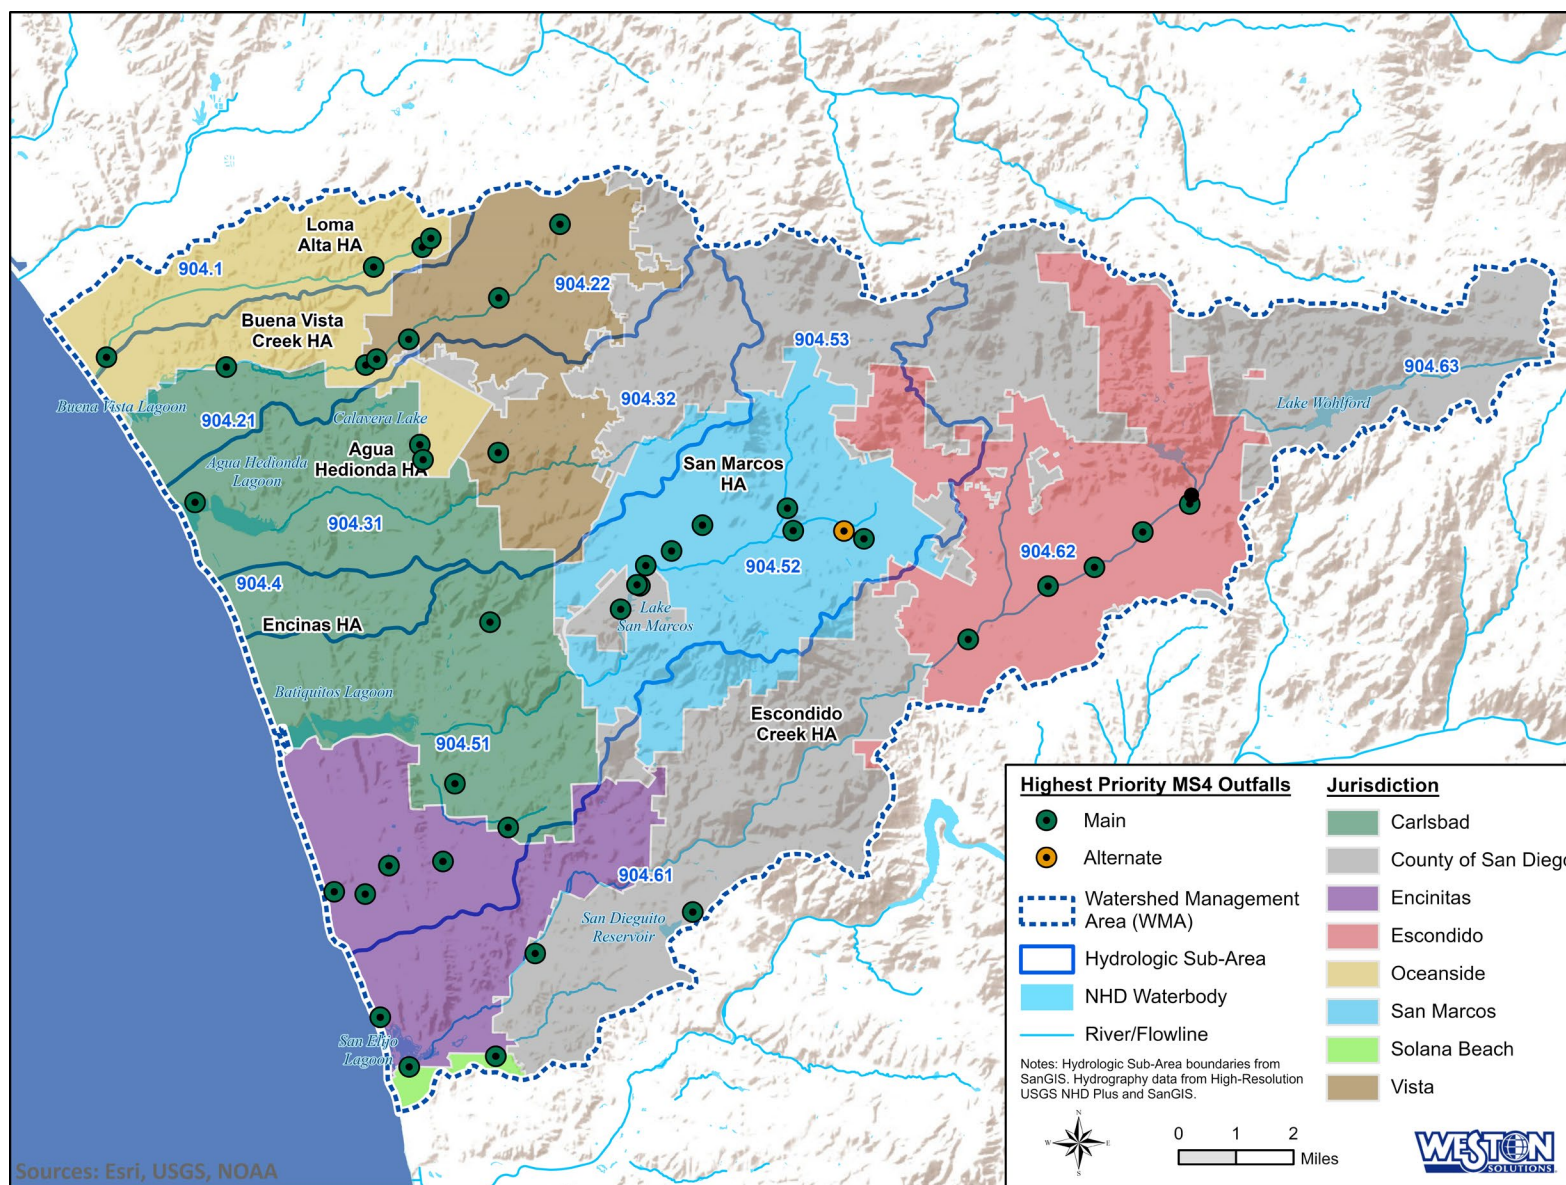 Loma
Alta HA
904.1
904.22
Buena Vista
Creek HA
904.53
904.63
904.32
Lake Wohlford
Buena Vista Lagoon
904.21
Calavera Lake
Agua
Hedionda HA
Agua Hedionda
Lagoon
San Marcos
HA
904.31
904.62
904.52
904.4
Encinas HA
Lake
San Marcos
Batiquitos Lagoon
Escondido
Creek HA
904.51
904.61
San Dieguito
Reservoir
San Elijo
Lagoon
Highest Priority MS4 Outfalls
Main
Alternate
Watershed Management
Area (WMA)
Hydrologic Sub-Area
NHD Waterbody
River/Flowline
Notes: Hydrologic Sub-Area boundaries from
SanGIS. Hydrography data from High-Resolution
USGS NHD Plus and SanGIS.
N
W E
S
0 1 2
Miles
Jurisdiction
Carlsbad
County of San Diego
Encinitas
Escondido
Oceanside
San Marcos
Solana Beach
Vista
WESTON
SOLUTIONS
Sources: Esri, USGS, NOAA